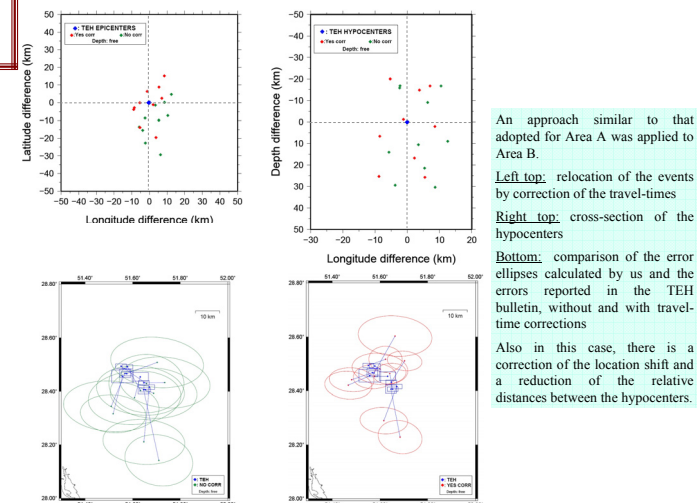 50
40
30
20
10
0
−10
−20
−30
−40
−50
Latitude difference (km)
◆: TEH EPICENTERS
◆:Yes corr ◆:No corr
Depth: free
−50 −40 −30 −20 −10 0 10 20 30 40 50
Longitude difference (km)
−50
−40
−30
−20
−10
0
10
20
30
40
50
Depth difference (km)
◆: TEH HYPOCENTERS
◆:Yes corr ◆:No corr
Depth: free
−30 −20 −10 0 10 20 30
Longitude difference (km)
An approach similar to that
adopted for Area A was applied to
Area B.
Left top: relocation of the events
by correction of the travel-times
Right top: cross-section of the
hypocenters
Bottom: comparison of the error
ellipses calculated by us and the
errors reported in the TEH
bulletin, without and with travel-
time corrections
Also in this case, there is a
correction of the location shift and
a reduction of the relative
distances between the hypocenters.
51.40' 51.60' 51.80' 52.00'
28.80'
28.60'
28.40'
28.20'
28.00'
10 km
: TEH
: NO CORR
Depth: free
51.40' 51.60' 51.80' 52.00'
28.80'
28.60'
28.40'
28.20'
28.00'
10 km
: TEH
: YES CORR
Depth: free